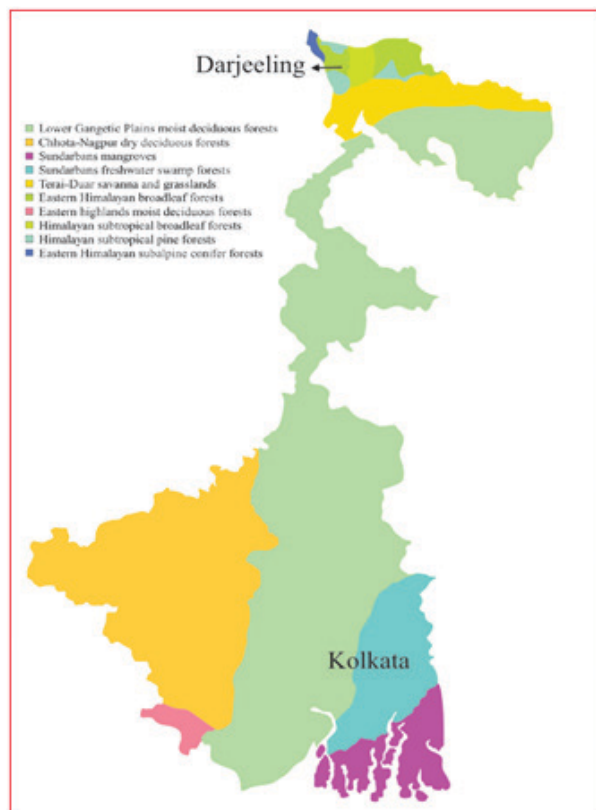 Darjeeling
Lower Gangetic Plains moist deciduous forests
Chhota-Nagpur dry deciduous forests
Sundarbans mangroves
Sundarbans freshwater swamp forests
Terai-Duar savanna and grasslands
Eastern Himalayan broadleaf forests
Eastern highlands moist deciduous forests
Himalayan subtropical broadleaf forests
Himalayan subtropical pine forests
Eastern Himalayan subalpine conifer forests
Kolkata